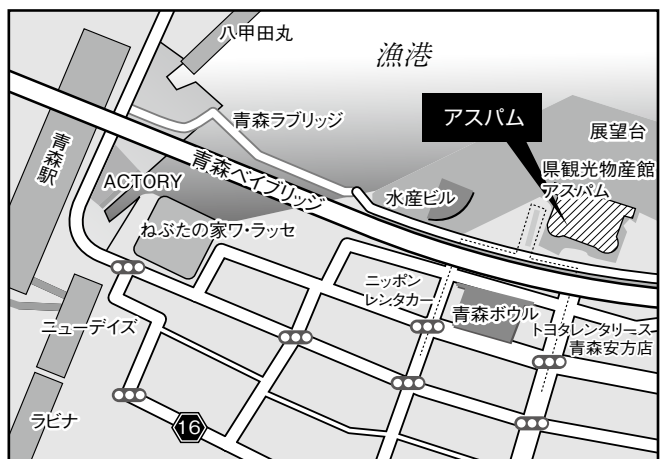 八甲田丸
漁港
青森ラブリッジ
アスパム
展望台
青森駅
ACTORY
青森ベイブリッジ
水産ビル
県観光物産館
アスパム
ねぶたの家ワ・ラッセ
ニッポン
レンタカー
青森ボウル
ニューデイズ
トヨタレンタリース
青森安方店
ラビナ
16